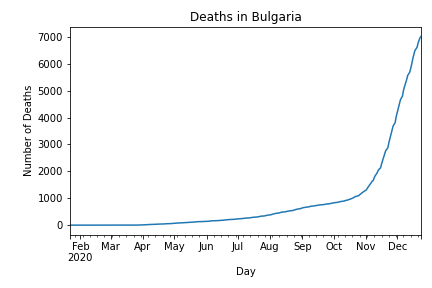 Deaths in Bulgaria
Number of Deaths
7000
6000
5000
4000
3000
2000
1000
0
Feb Mar Apr May Jun Jul Aug Sep Oct Nov Dec
2020
Day